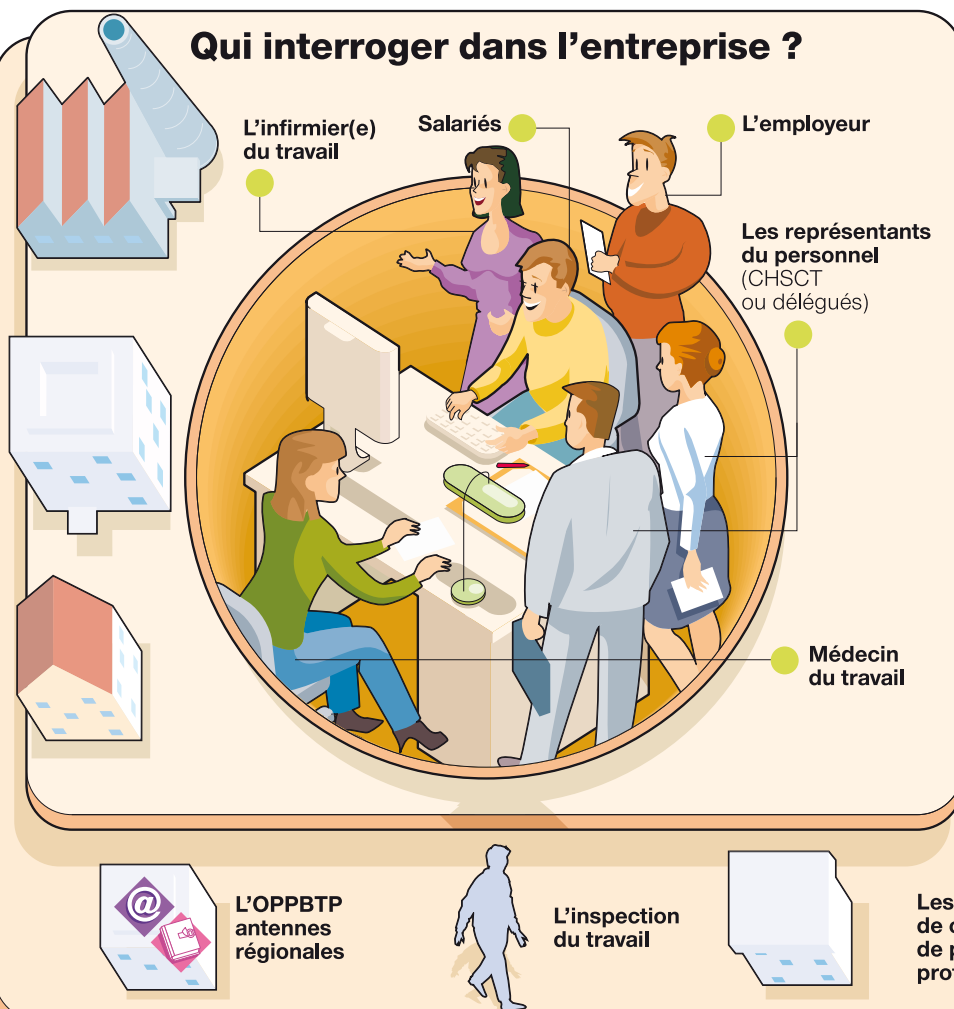 Qui interroger dans l'entreprise ?
L'infirmier(e)
du travail
Salariés
L'employeur
Les représentants
du personnel
(CHSCT
ou délégués)
Médecin
du travail
@
L'OPPBTP
antennes
régionales
L'inspection
du travail
Les
de